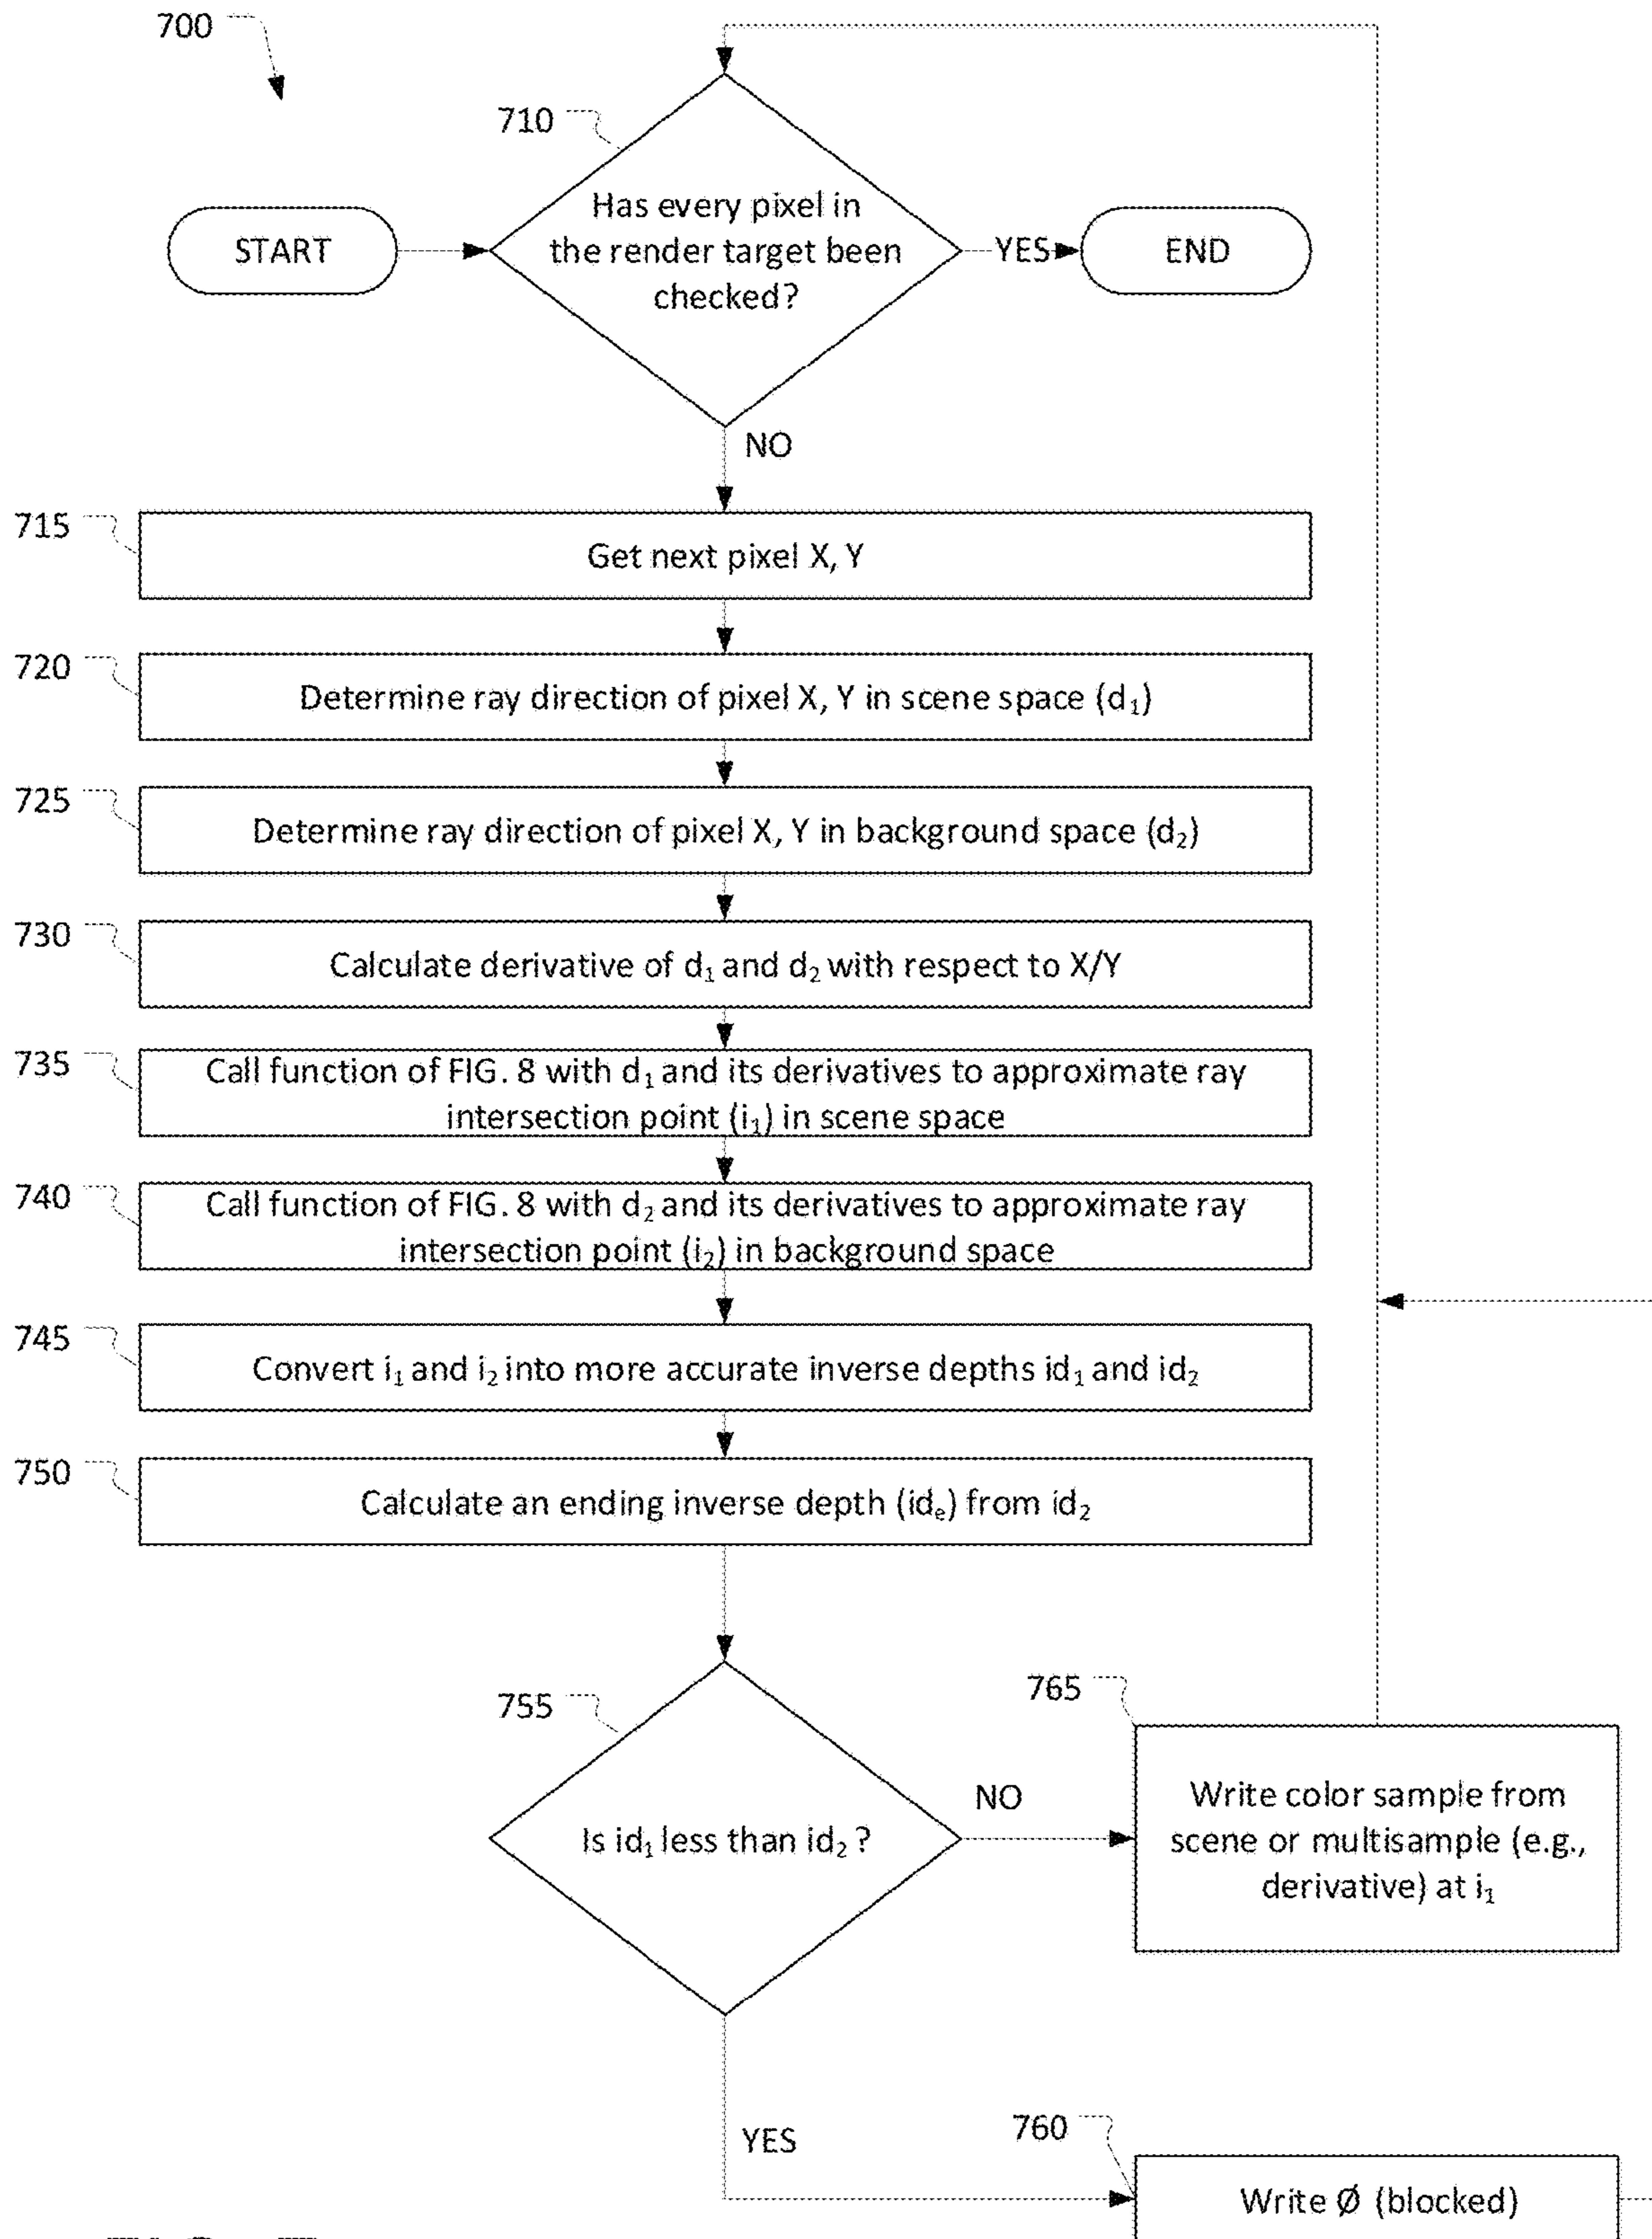 700
710
Has every pixel in
the render target been
checked?
START
YES
END
NO
715
Get next pixel X, Y
720
Determine ray direction of pixel X, Y in scene space (d₁)
725
Determine ray direction of pixel X, Y in background space (d₂)
730
Calculate derivative of d₁ and d₂ with respect to X/Y
735
Call function of FIG. 8 with d₁ and its derivatives to approximate ray
intersection point (i₁) in scene space
740
Call function of FIG. 8 with d₂ and its derivatives to approximate ray
intersection point (i₂) in background space
745
Convert i₁ and i₂ into more accurate inverse depths id₁ and id₂
750
Calculate an ending inverse depth (idₑ) from id₂
755
Is id₁ less than id₂ ?
NO
765
Write color sample from
scene or multisample (e.g.,
derivative) at i₁
YES
760
Write Ø (blocked)